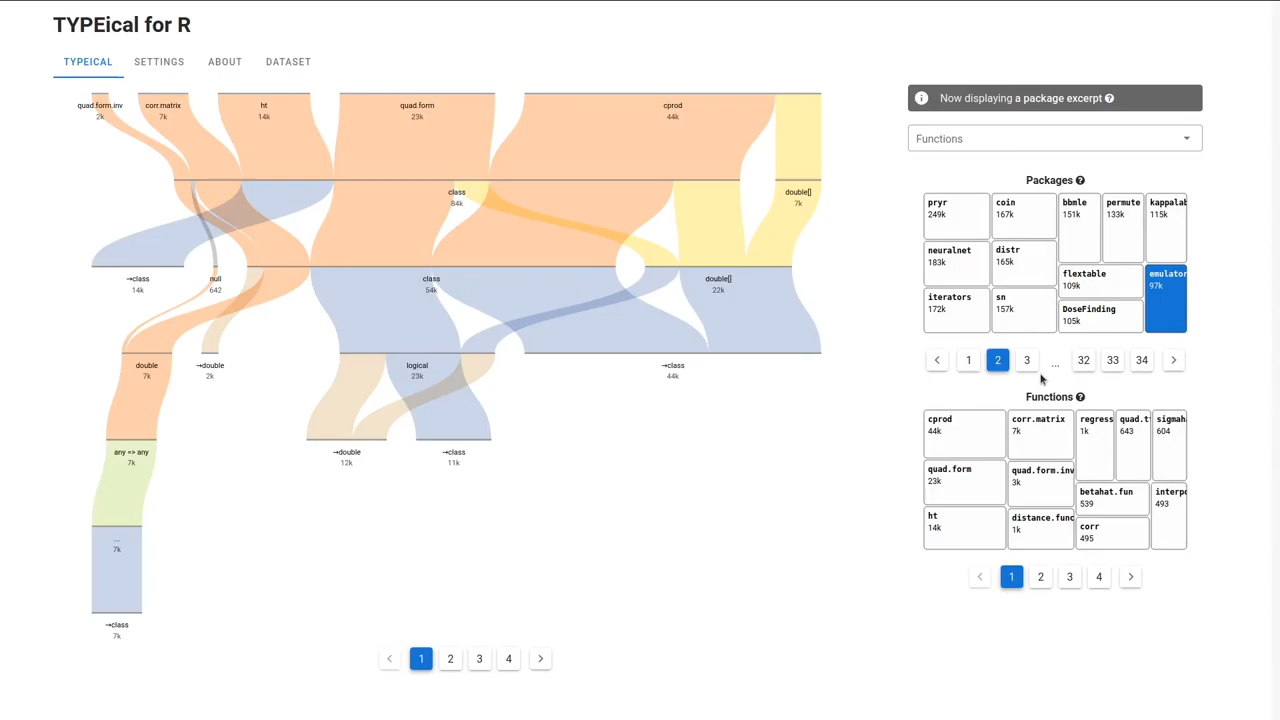 TYPEical for R
TYPEICAL SETTINGS ABOUT DATASET
Now displaying a package excerpt
Functions
quad.form.inv
2k
corr.matrix
7k
ht
14k
quad.form
23k
cprod
44k
class
84k
double[]
7k
→class
14k
null
642
class
54k
double[]
22k
double
7k
→double
2k
logical
23k
→class
44k
any => any
7k
→double
12k
→class
11k
...
7k
→class
7k
1 2 3 4
Packages
pryr
249k
coin
167k
bbmle
151k
permute
133k
kappalab
115k
neuralnet
183k
distr
165k
flextable
109k
emulator
97k
iterators
172k
sn
157k
DoseFinding
105k
1 2 3 ... 32 33 34
Functions
cprod
44k
corr.matrix
7k
regress
1k
quad.t
643
sigmah
604
quad.form
23k
quad.form.inv
3k
betahat.fun
539
interpo
493
ht
14k
distance.func
1k
corr
495
1 2 3 4